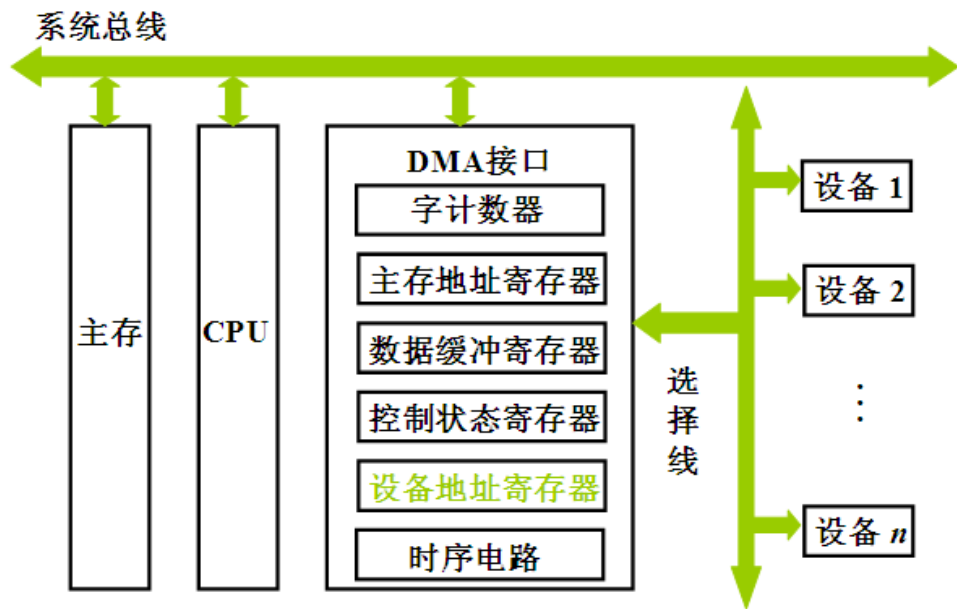 系统总线
主存
CPU
DMA接口
字计数器
主存地址寄存器
数据缓冲寄存器
控制状态寄存器
设备地址寄存器
时序电路
选择线
设备 1
设备 2
⋮
设备 n